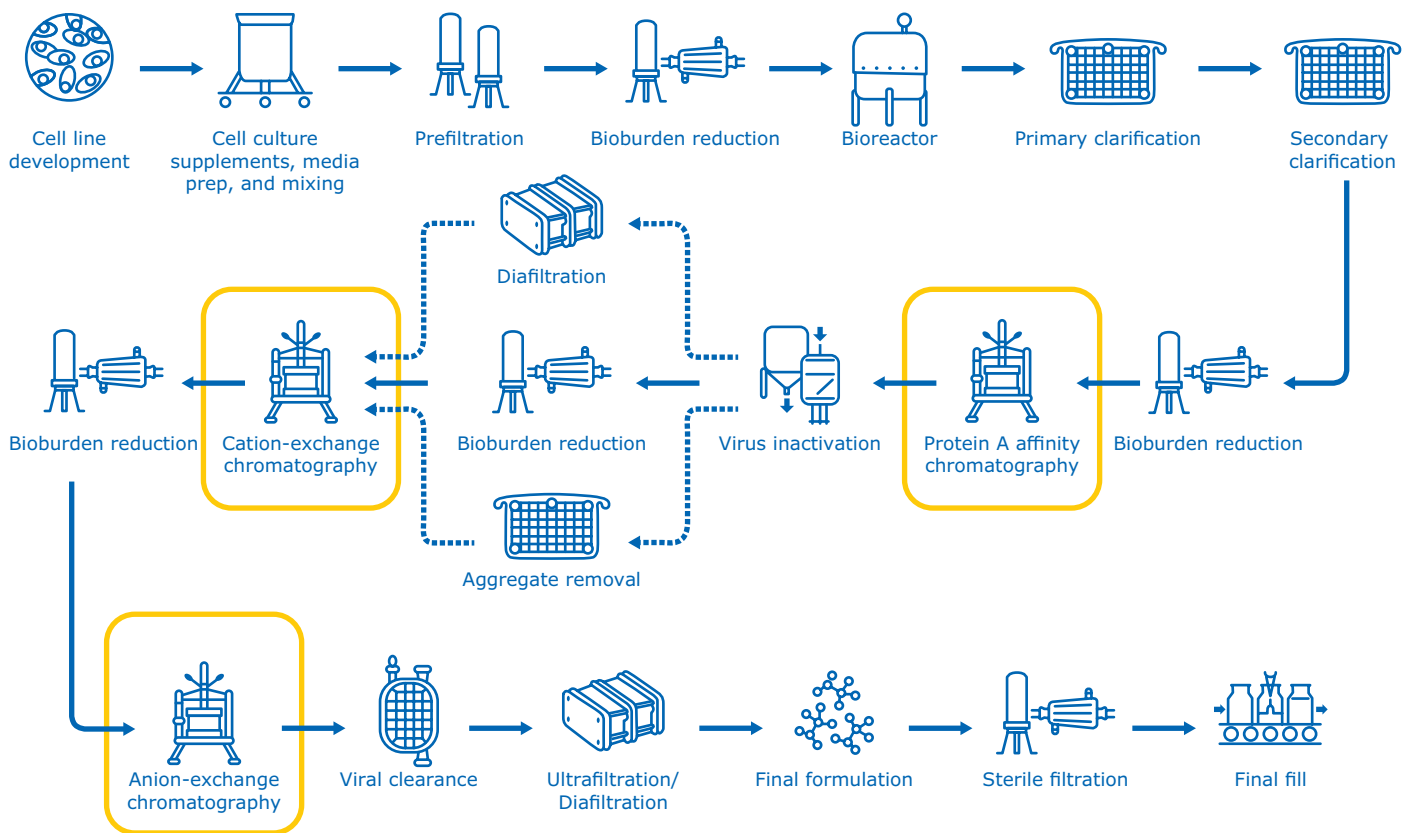 Cell line
development
Cell culture
supplements, media
prep, and mixing
Prefiltration
Bioburden reduction
Bioreactor
Primary clarification
Secondary
clarification
Diafiltration
Bioburden reduction
Cation-exchange
chromatography
Bioburden reduction
Virus inactivation
Protein A affinity
chromatography
Bioburden reduction
Aggregate removal
Anion-exchange
chromatography
Viral clearance
Ultrafiltration/
Diafiltration
Final formulation
Sterile filtration
Final fill